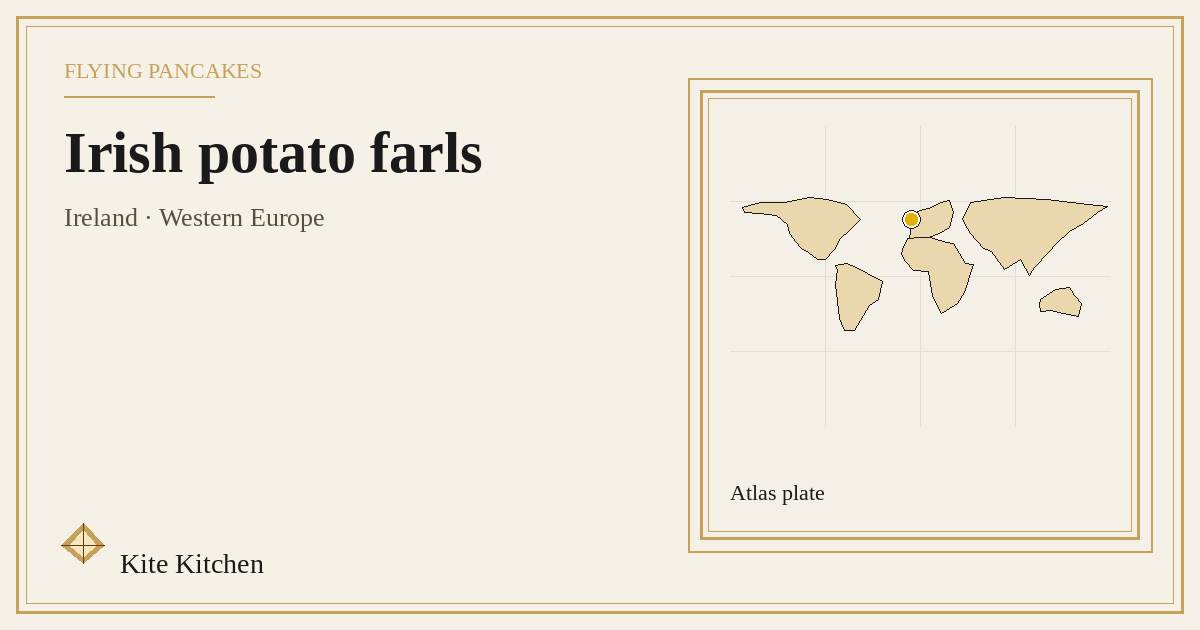 FLYING PANCAKES
Irish potato farls
Ireland · Western Europe
Atlas plate
Kite Kitchen